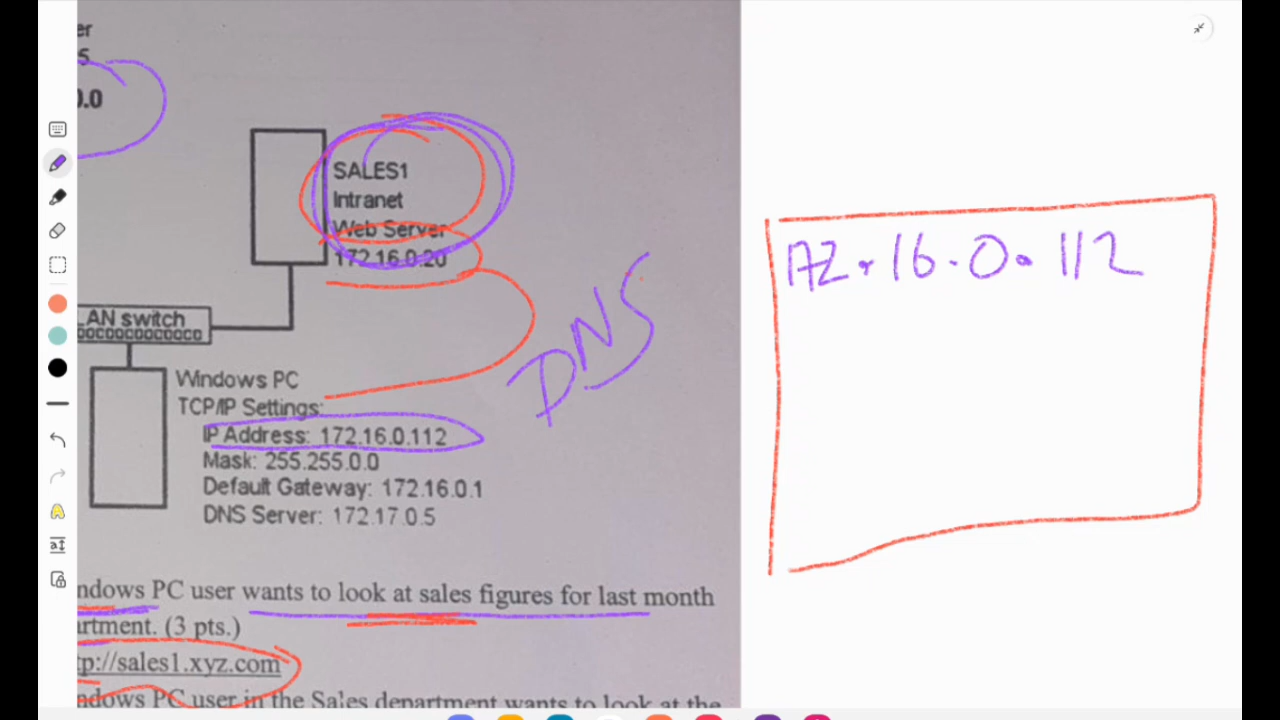 er
5
0.0
SALES1
Intranet
Web Server
172.16.0.20
AN switch
Windows PC
TCP/IP Settings:
IP Address: 172.16.0.112
Mask: 255.255.0.0
Default Gateway: 172.16.0.1
DNS Server: 172.17.0.5
DNS
172.16.0.112
ndows PC user wants to look at sales figures for last month
artment. (3 pts.)
tp://sales1.xyz.com
ndows PC user in the Sales department wants to look at the